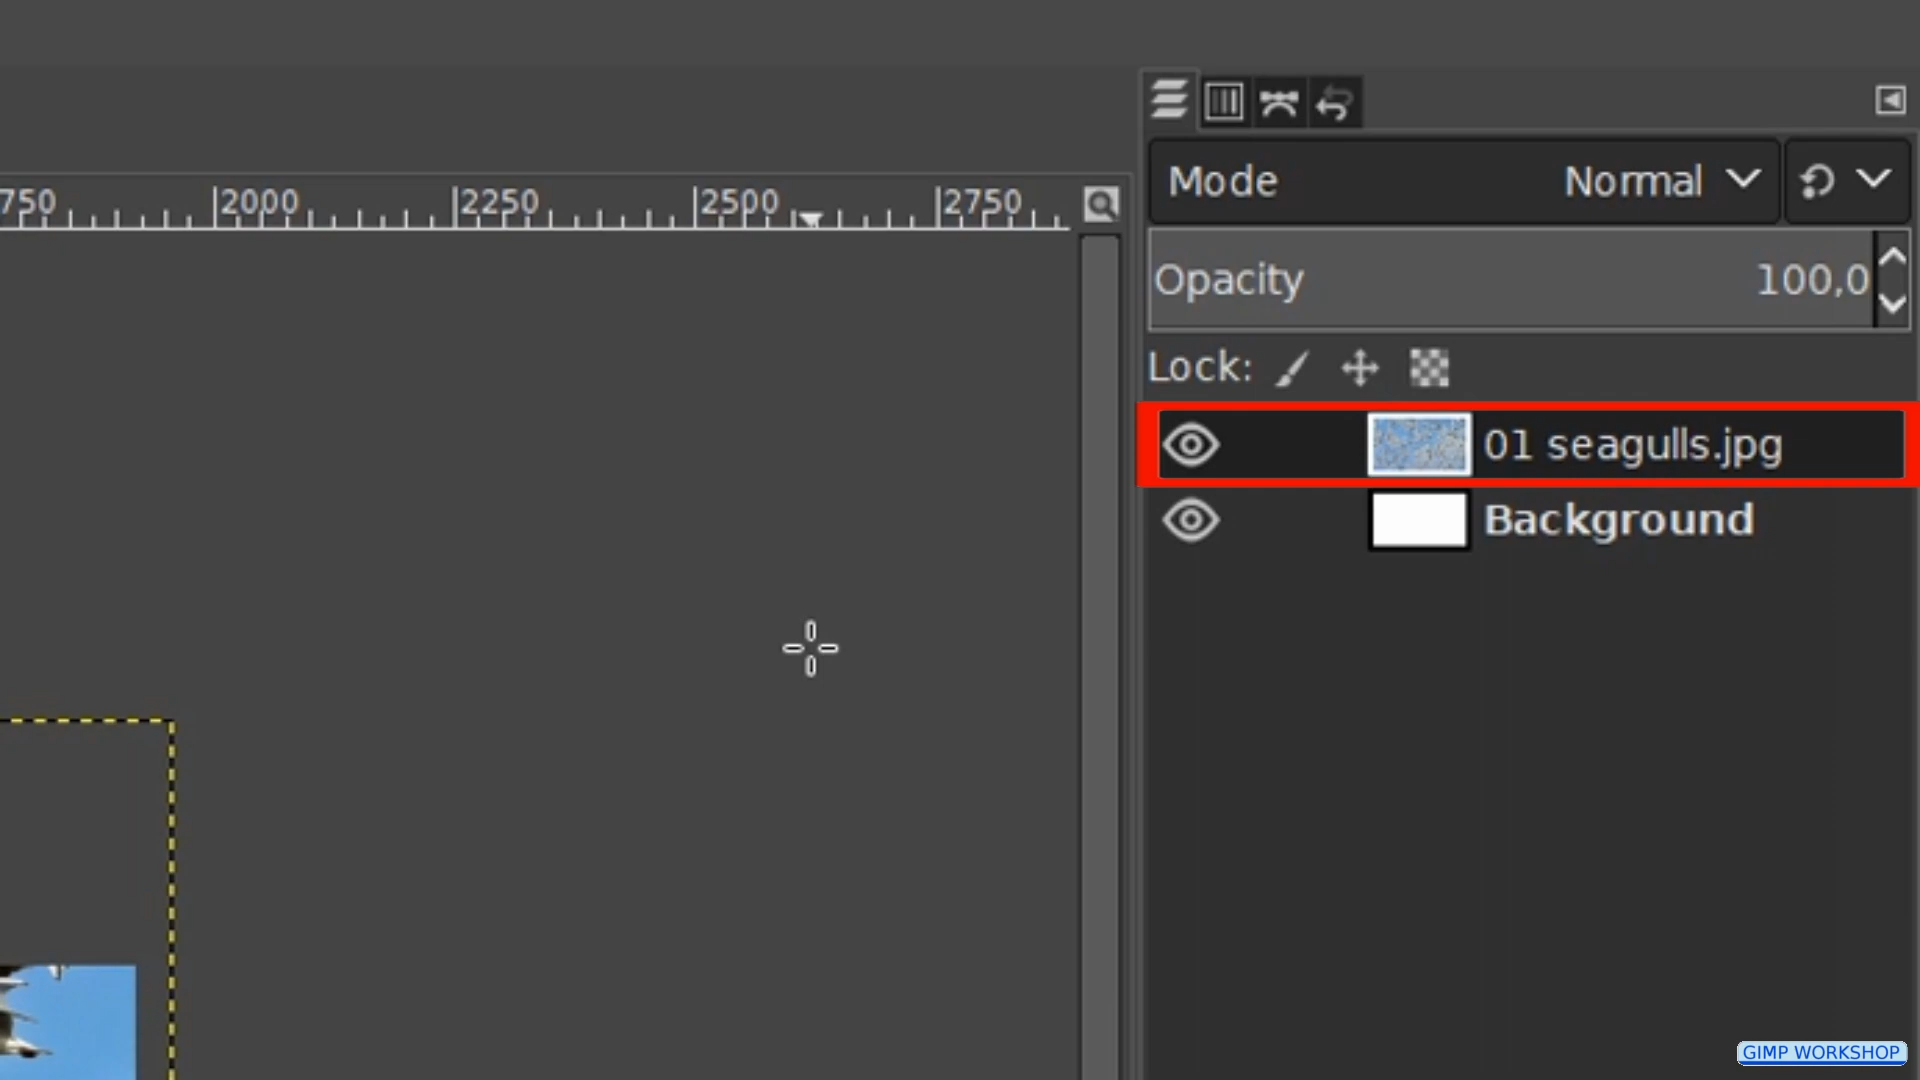 750 2000 2250 2500 2750
Mode Normal
Opacity 100,0
Lock:
01 seagulls.jpg
Background
GIMP WORKSHOP